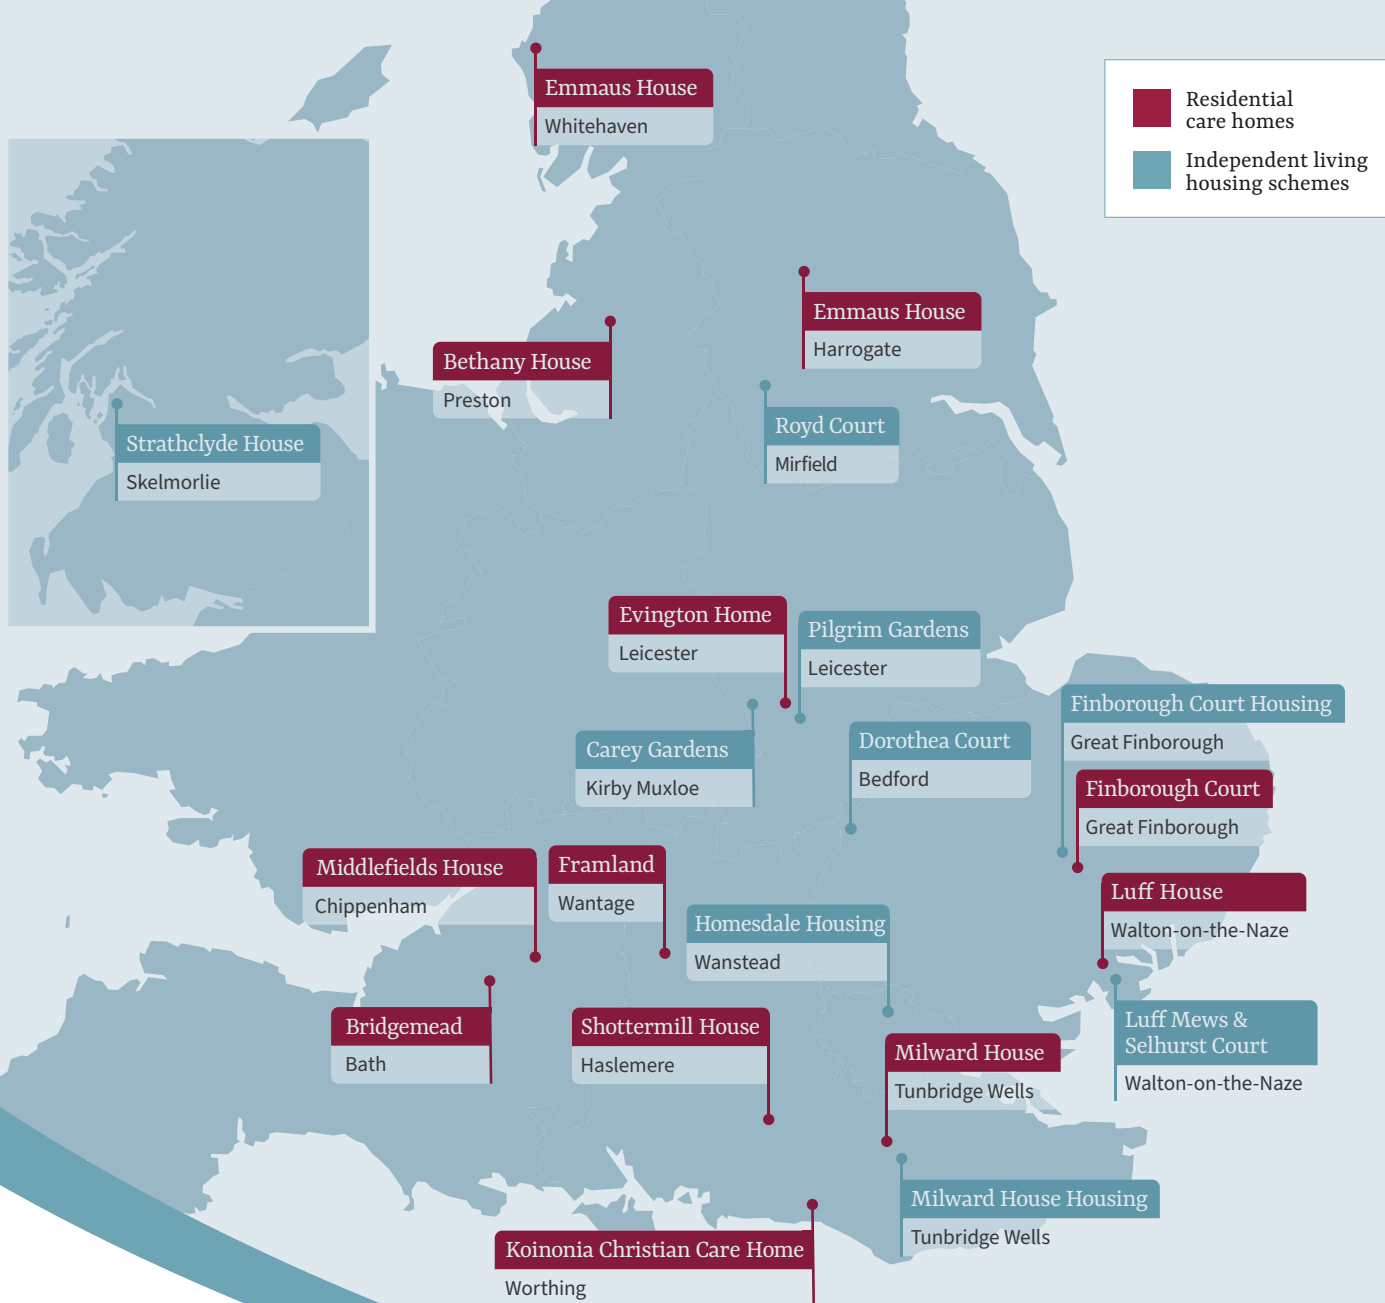 Emmaus House
Whitehaven
Residential
care homes
Independent living
housing schemes
Emmaus House
Harrogate
Bethany House
Preston
Royd Court
Mirfield
Strathclyde House
Skelmorlie
Evington Home
Leicester
Pilgrim Gardens
Leicester
Finborough Court Housing
Great Finborough
Carey Gardens
Kirby Muxloe
Dorothea Court
Bedford
Finborough Court
Great Finborough
Middlefields House
Chippenham
Framland
Wantage
Luff House
Walton-on-the-Naze
Homesdale Housing
Wanstead
Bridgemead
Bath
Shottermill House
Haslemere
Luff Mews &
Selhurst Court
Walton-on-the-Naze
Milward House
Tunbridge Wells
Milward House Housing
Tunbridge Wells
Koinonia Christian Care Home
Worthing